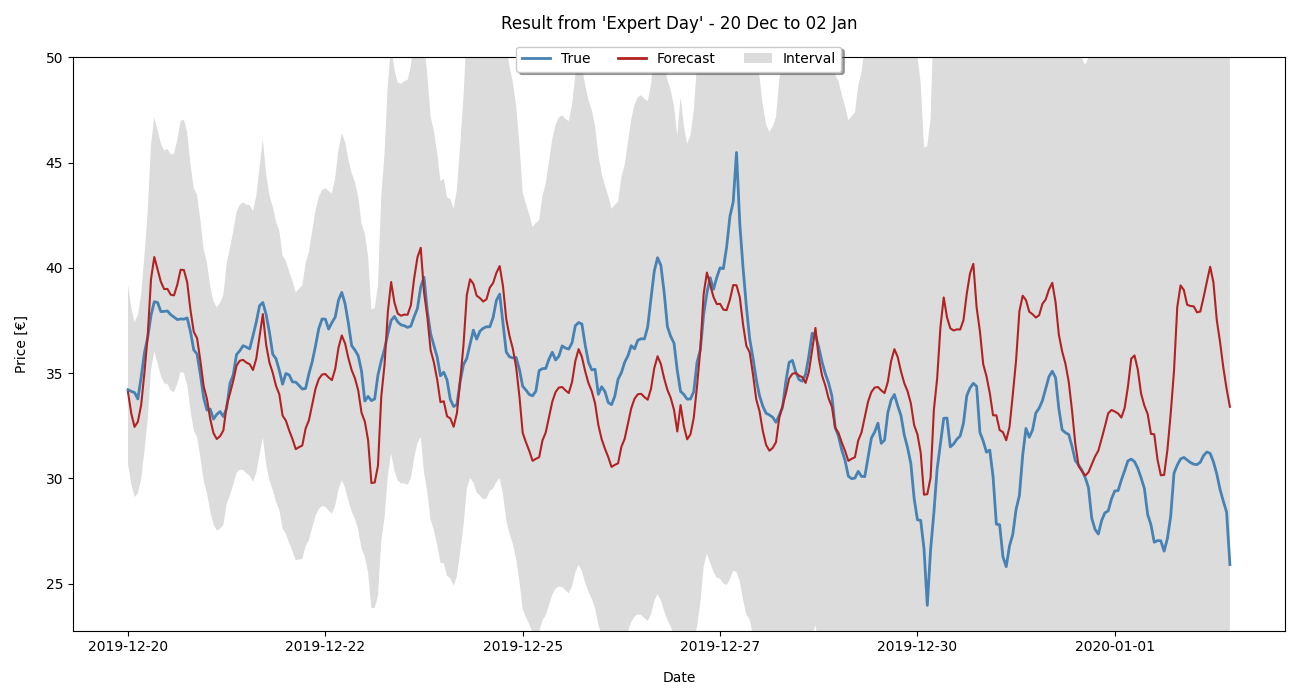 Result from 'Expert Day' - 20 Dec to 02 Jan
True Forecast Interval
50
45
40
35
30
25
Price [€]
2019-12-20 2019-12-22 2019-12-25 2019-12-27 2019-12-30 2020-01-01
Date